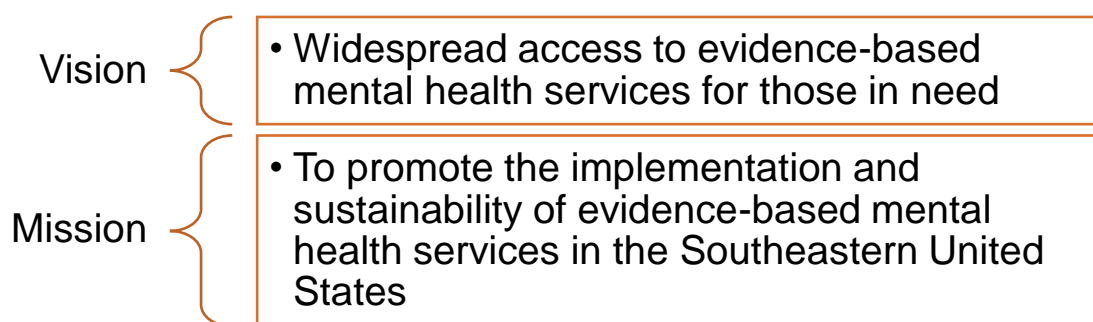 Vision
• Widespread access to evidence-based
mental health services for those in need
Mission
• To promote the implementation and
sustainability of evidence-based mental
health services in the Southeastern United
States